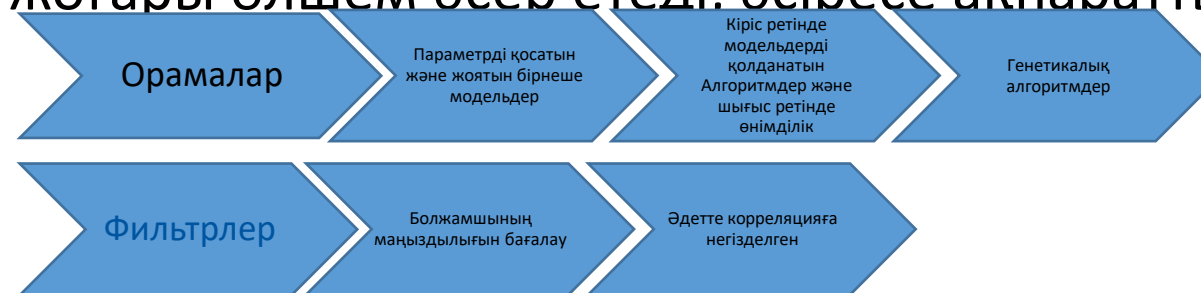 Орамалар
Параметрді қосатын
және жоятын бірнеше
модельдер
Кіріс ретінде
модельдерді
қолданатын
Алгоритмдер және
шығыс ретінде
өнімділік
Генетикалық
алгоритмдер
Фильтрлер
Болжамшының
маңыздылығын бағалау
Әдетте корреляцияға
негізделген